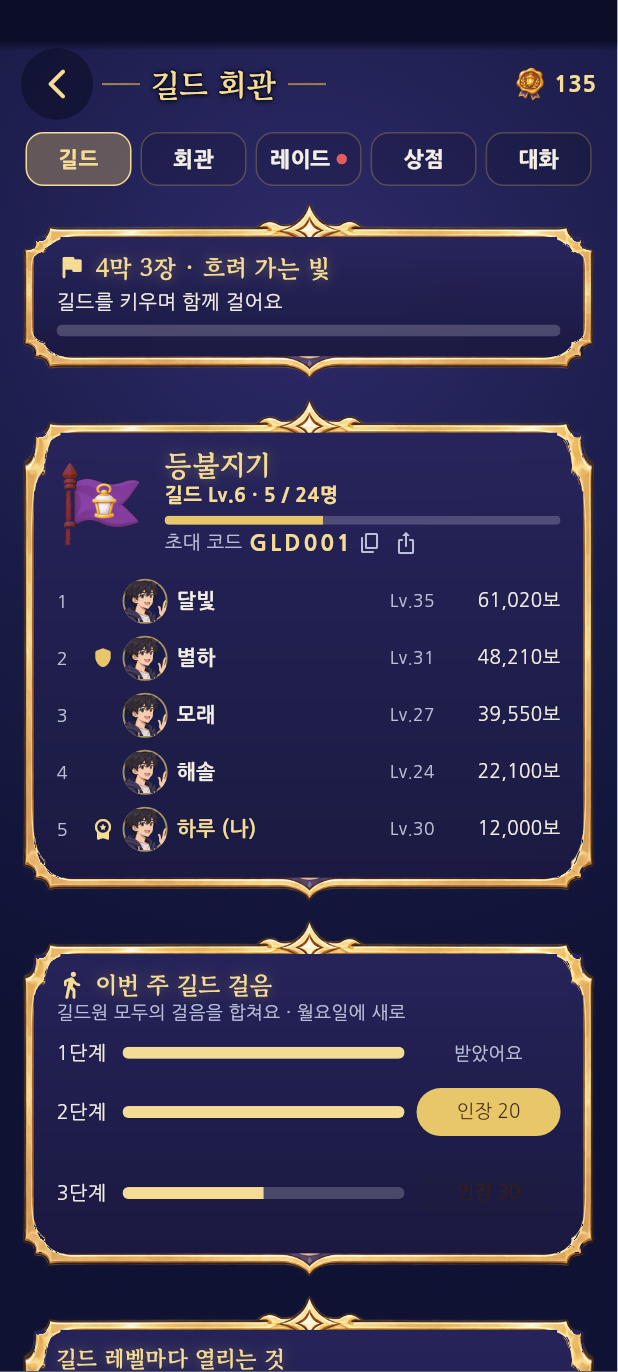 길드 회관
135
길드
회관
레이드
상점
대화
4막 3장 · 흐려 가는 빛
길드를 키우며 함께 걸어요
등불지기
길드 Lv.6 · 5 / 24명
초대 코드 GLD001
1 달빛 Lv.35 61,020보
2 별하 Lv.31 48,210보
3 모래 Lv.27 39,550보
4 해솔 Lv.24 22,100보
5 하루 (나) Lv.30 12,000보
이번 주 길드 걸음
길드원 모두의 걸음을 합쳐요 · 월요일에 새로
1단계 받았어요
2단계 인장 20
3단계 인장 30
길드 레벨마다 열리는 것